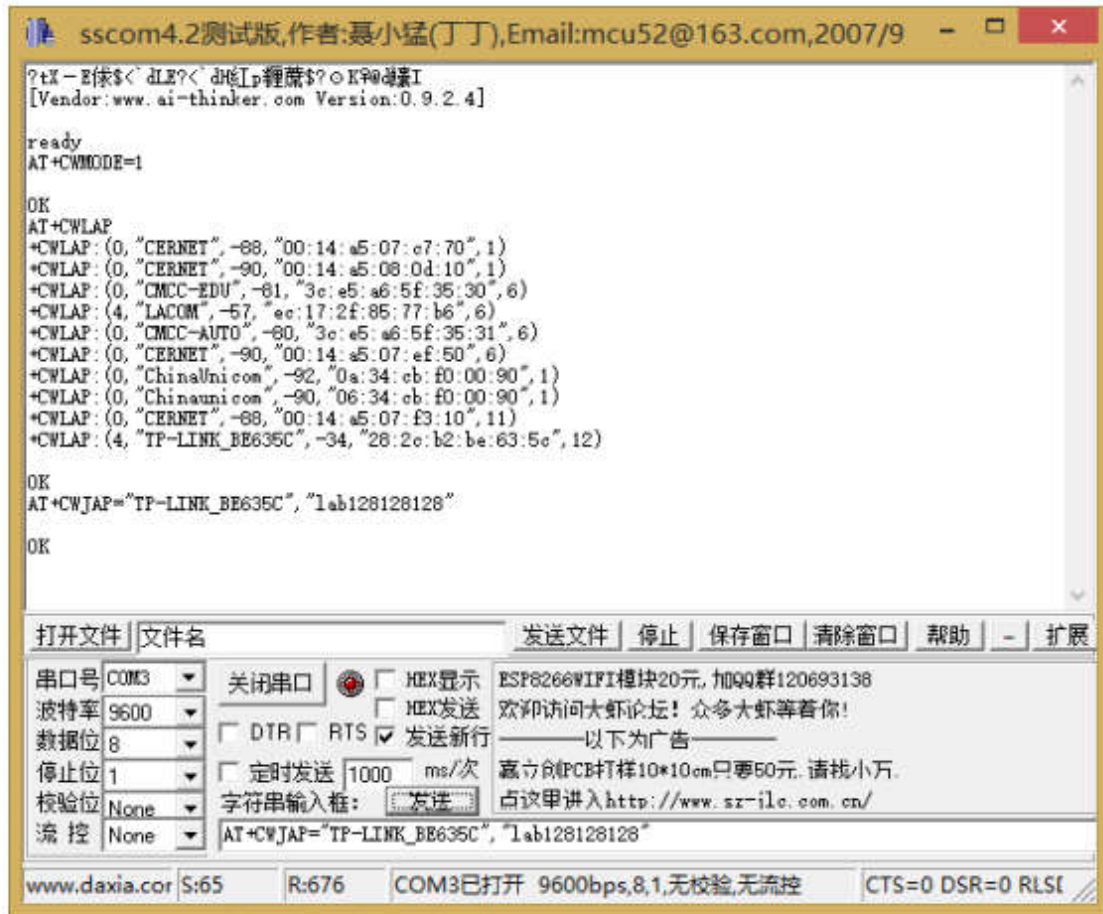 sscom4.2测试版,作者:聂小猛(丁丁),Email:mcu52@163.com,2007/9
[Vendor:www.ai-thinker.com Version:0.9.2.4]
ready
AT+CWMODE=1
OK
AT+CWLAP
+CWLAP:(0,"CERNET",-88,"00:14:a5:07:c7:70",1)
+CWLAP:(0,"CERNET",-90,"00:14:a5:08:0d:10",1)
+CWLAP:(0,"CMCC-EDU",-81,"3c:e5:a6:5f:35:30",6)
+CWLAP:(4,"LACOM",-57,"ec:17:2f:85:77:b6",6)
+CWLAP:(0,"CMCC-AUTO",-80,"3c:e5:a6:5f:35:31",6)
+CWLAP:(0,"CERNET",-90,"00:14:a5:07:ef:50",6)
+CWLAP:(0,"ChinaUnicom",-92,"0a:34:cb:f0:00:90",1)
+CWLAP:(0,"Chinaunicom",-90,"06:34:cb:f0:00:90",1)
+CWLAP:(0,"CERNET",-88,"00:14:a5:07:f3:10",11)
+CWLAP:(4,"TP-LINK_BE635C",-34,"28:2c:b2:be:63:5c",12)
OK
AT+CWJAP="TP-LINK_BE635C","lab128128128"
OK
打开文件 文件名 发送文件 停止 保存窗口 清除窗口 帮助 - 扩展
串口号 COM3 关闭串口 HEX显示 ESP8266WIFI模块20元,加QQ群120693138
波特率 9600 HEX发送 欢迎访问大虾论坛! 众多大虾等着你!
数据位 8 DTR RTS 发送新行 ————以下为广告————
停止位 1 定时发送 1000 ms/次 嘉立创PCB打样10*10cm只要50元.请找小万.
校验位 None 字符串输入框: 发送 点这里进入http://www.sz-jlc.com.cn/
流 控 None AT+CWJAP="TP-LINK_BE635C","lab128128128"
www.daxia.cor S:65 R:676 COM3已打开 9600bps,8,1,无校验,无流控 CTS=0 DSR=0 RLSI